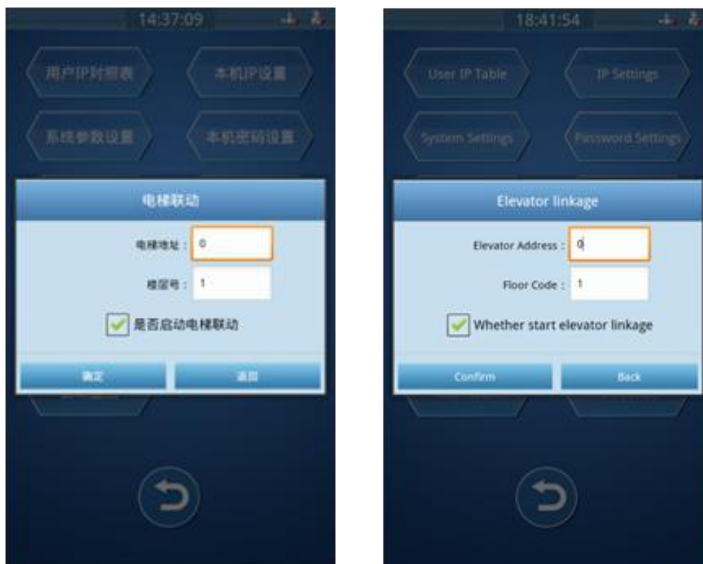 14:37:09
用户IP对照表
本机IP设置
系统参数设置
本机密码设置
电梯联动
电梯地址： 0
楼层号： 1
是否启动电梯联动
确定
返回
18:41:54
User IP Table
IP Settings
System Settings
Password Settings
Elevator linkage
Elevator Address : 0
Floor Code : 1
Whether start elevator linkage
Confirm
Back